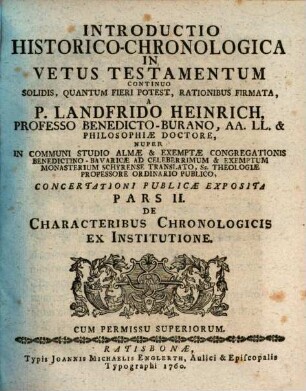 INTRODUCTIO
HISTORICO-CHRONOLOGICA
IN
VETUS TESTAMENTUM
CONTINUO
SOLIDIS, QUANTUM FIERI POTEST, RATIONIBUS FIRMATA,
A
P. LANDFRIDO HEINRICH,
PROFESSO BENEDICTO-BURANO, AA. LL. &
PHILOSOPHIÆ DOCTORE,
NUPER
IN COMMUNI STUDIO ALMÆ & EXEMPTÆ CONGREGATIONIS
BENEDICTINO-BAVARICÆ AD CELEBERRIMUM & EXEMPTUM
MONASTERIUM SCHYRENSE TRANSLATO, Sc. THEOLOGIÆ
PROFESSORE ORDINARIO PUBLICO,
CONCERTATIONI PUBLICÆ EXPOSITA
PARS II.
DE
CHARACTERIBUS CHRONOLOGICIS
EX INSTITUTIONE.
CUM PERMISSU SUPERIORUM.
RATISBONÆ,
Typis JOANNIS MICHAELIS ENGLERTH, Aulici & Episcopalis
Typographi 1760.